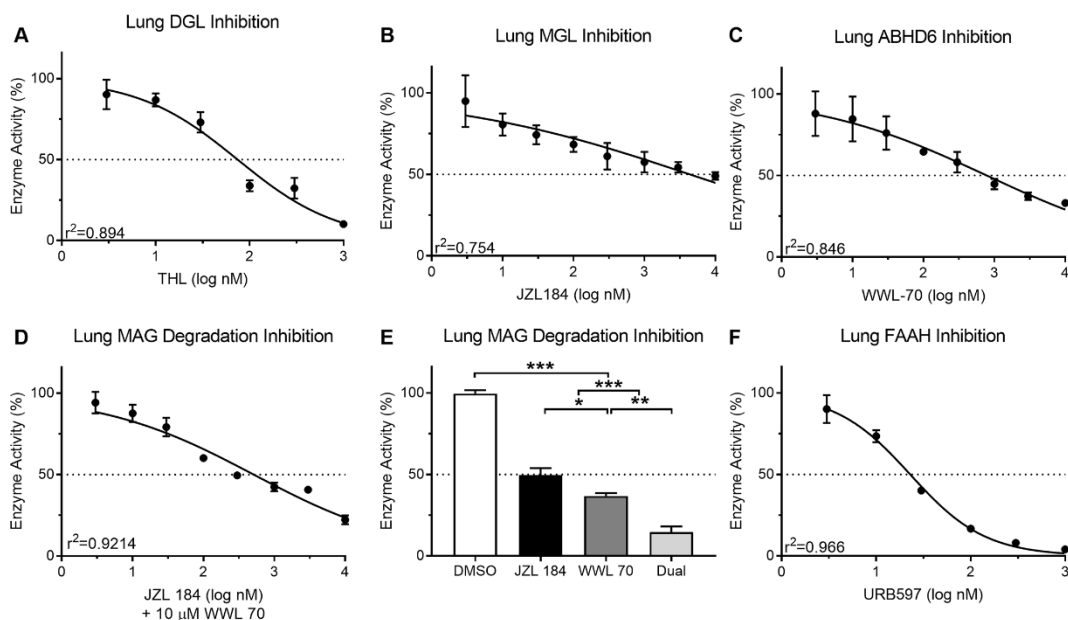 Lung DGL Inhibition
A
Enzyme Activity (%)
100
50
0
r²=0.894
0 1 2 3
THL (log nM)
Lung MGL Inhibition
B
Enzyme Activity (%)
100
50
0
r²=0.754
0 1 2 3 4
JZL184 (log nM)
Lung ABHD6 Inhibition
C
Enzyme Activity (%)
100
50
0
r²=0.846
0 1 2 3 4
WWL-70 (log nM)
Lung MAG Degradation Inhibition
D
Enzyme Activity (%)
100
50
0
r²=0.9214
0 1 2 3 4
JZL 184 (log nM)
+ 10 μM WWL 70
Lung MAG Degradation Inhibition
E
Enzyme Activity (%)
100
50
0
***
***
* **
DMSO JZL 184 WWL 70 Dual
Lung FAAH Inhibition
F
Enzyme Activity (%)
100
50
0
r²=0.966
0 1 2 3
URB597 (log nM)